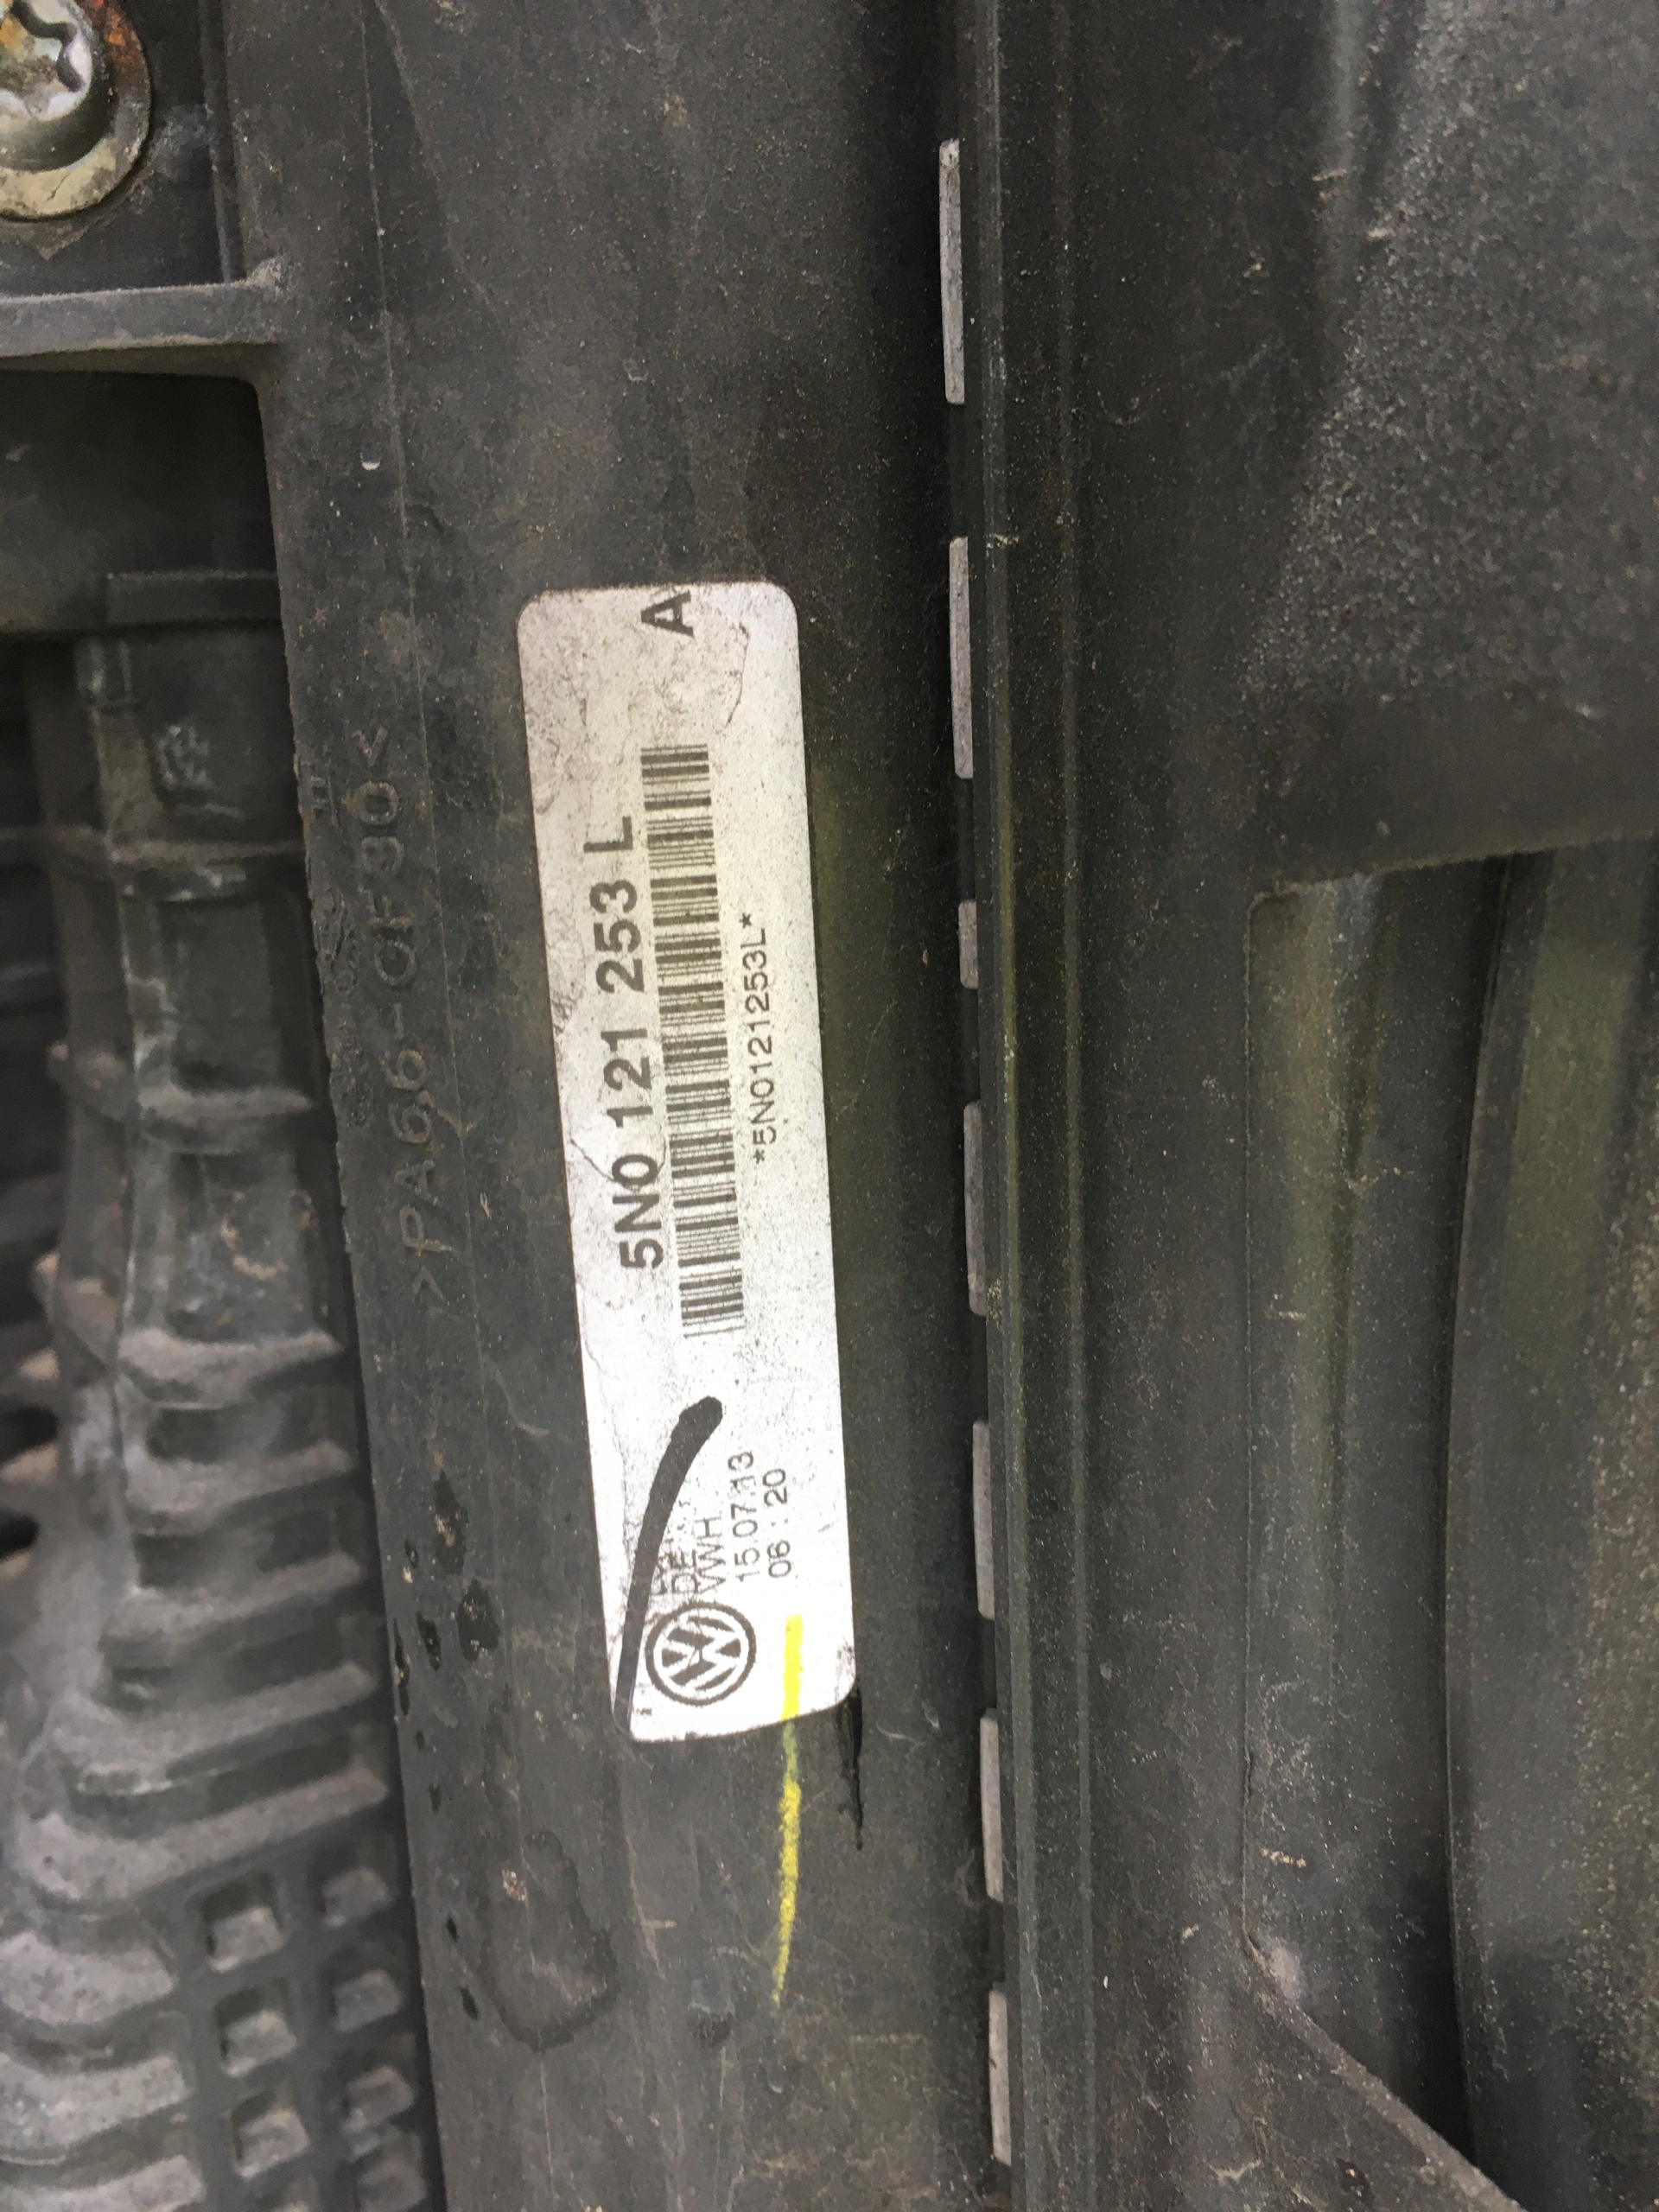 A
5N0 121 253 L
*5N0121253L*
DE
VWH
15.07.13
06:20
>PA66-GF30<